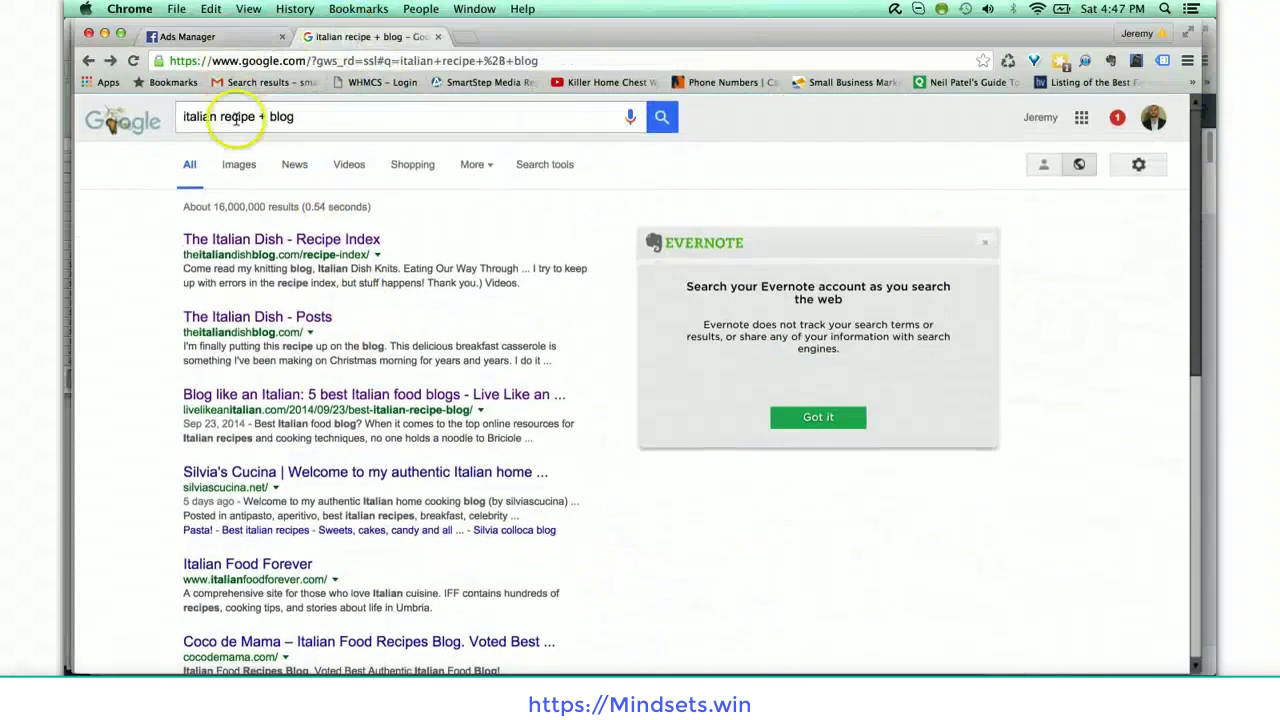 Chrome File Edit View History Bookmarks People Window Help Sat 4:47 PM
Ads Manager × italian recipe + blog - Goo × Jeremy
https://www.google.com/?gws_rd=ssl#q=italian+recipe+%2B+blog
Apps Bookmarks Search results - sma WHMCS - Login SmartStep Media Re Killer Home Chest W Phone Numbers | Ca Small Business Mark Neil Patel's Guide T Listing of the Best F »
Google italian recipe + blog Jeremy 1
All Images News Videos Shopping More Search tools
About 16,000,000 results (0.54 seconds)
The Italian Dish - Recipe Index
theitaliandishblog.com/recipe-index/
Come read my knitting blog, Italian Dish Knits. Eating Our Way Through ... I try to keep
up with errors in the recipe index, but stuff happens! Thank you.) Videos.
The Italian Dish - Posts
theitaliandishblog.com/
I'm finally putting this recipe up on the blog. This delicious breakfast casserole is
something I've been making on Christmas morning for years and years. I do it ...
Blog like an Italian: 5 best Italian food blogs - Live Like an ...
livelikeanitalian.com/2014/09/23/best-italian-recipe-blog/
Sep 23, 2014 - Best Italian food blog? When it comes to the top online resources for
Italian recipes and cooking techniques, no one holds a noodle to Briciole ...
Silvia's Cucina | Welcome to my authentic Italian home ...
silviascucina.net/
5 days ago - Welcome to my authentic Italian home cooking blog (by silviascucina) ...
Posted in antipasto, aperitivo, best italian recipes, breakfast, celebrity ...
Pasta! - Best italian recipes - Sweets, cakes, candy and all ... - Silvia colloca blog
Italian Food Forever
www.italianfoodforever.com/
A comprehensive site for those who love Italian cuisine. IFF contains hundreds of
recipes, cooking tips, and stories about life in Umbria.
Coco de Mama – Italian Food Recipes Blog. Voted Best ...
cocodemama.com/
Italian Food Recipes Blog. Voted Best Authentic Italian Food Blog!
EVERNOTE ×
Search your Evernote account as you search
the web
Evernote does not track your search terms or
results, or share any of your information with search
engines.
Got it
https://Mindsets.win